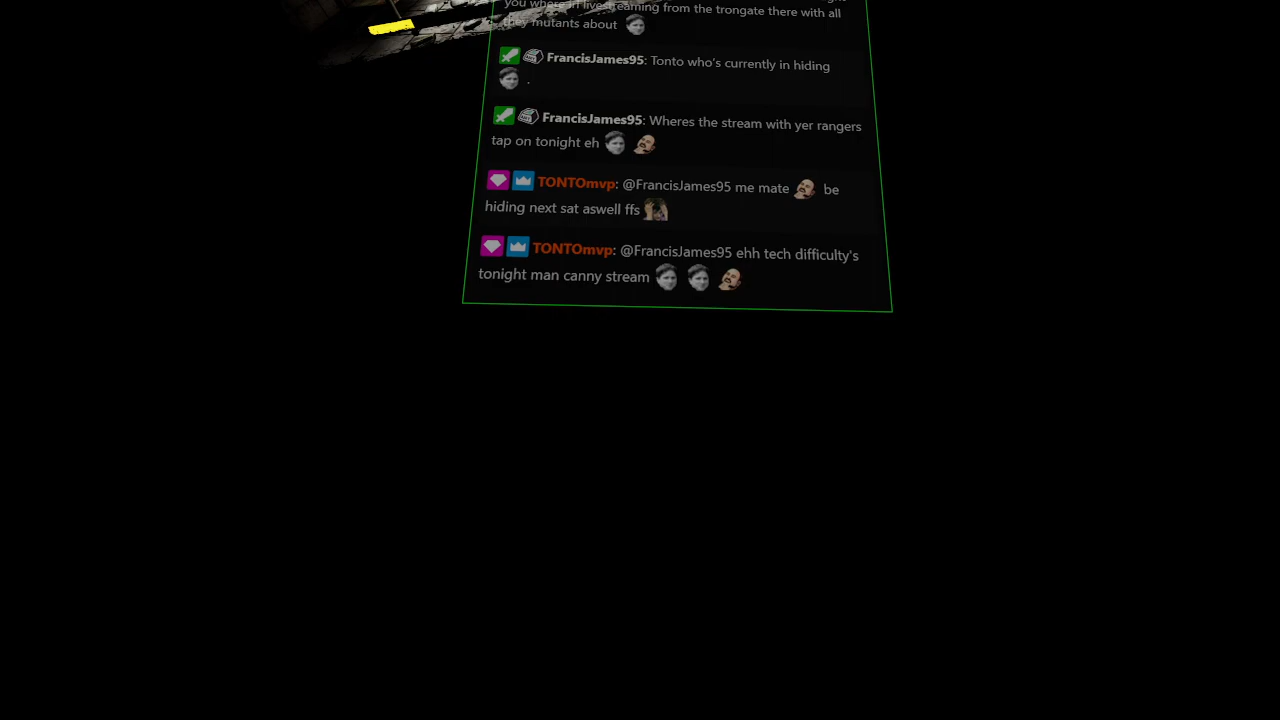 you where in livestreaming from the trongate there with all
they mutants about
FrancisJames95: Tonto who's currently in hiding
.
FrancisJames95: Wheres the stream with yer rangers
tap on tonight eh
TONTOmvp: @FrancisJames95 me mate be
hiding next sat aswell ffs
TONTOmvp: @FrancisJames95 ehh tech difficulty's
tonight man canny stream